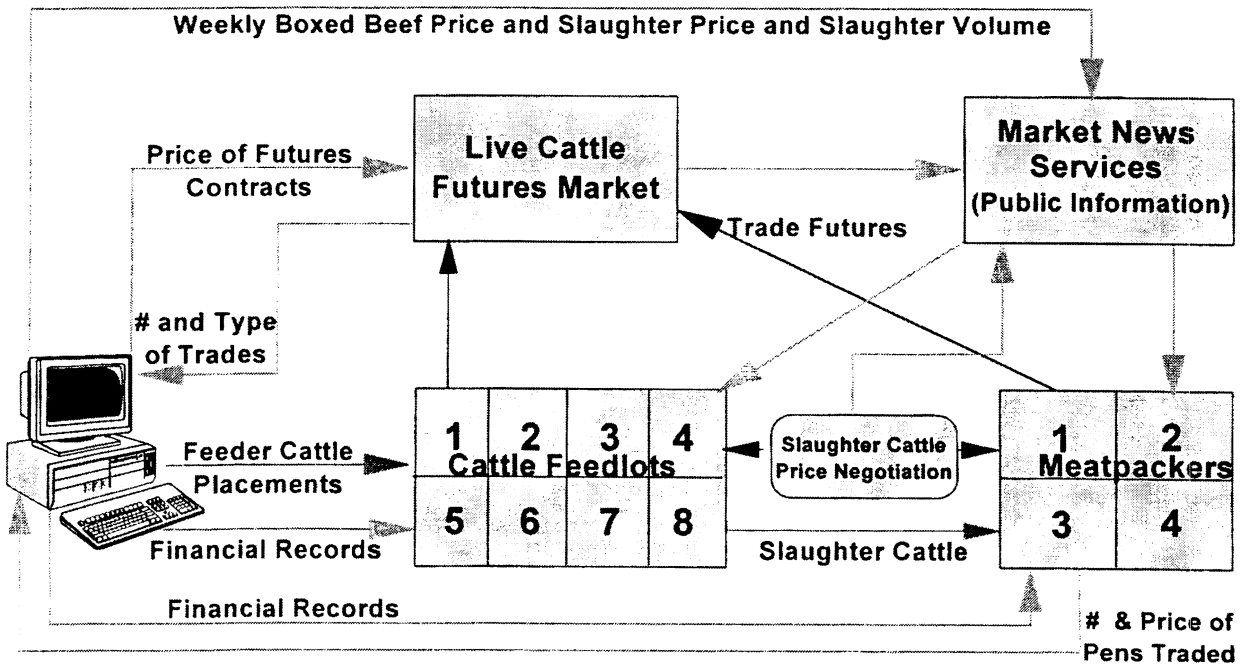 Weekly Boxed Beef Price and Slaughter Price and Slaughter Volume
Live Cattle
Futures Market
Market News
Services
(Public Information)
Price of Futures
Contracts
Trade Futures
# and Type
of Trades
1 2 3 4
Cattle Feedlots
5 6 7 8
Slaughter Cattle
Price Negotiation
1 2
Meatpackers
3 4
Feeder Cattle
Placements
Financial Records
Slaughter Cattle
Financial Records
# & Price of
Pens Traded